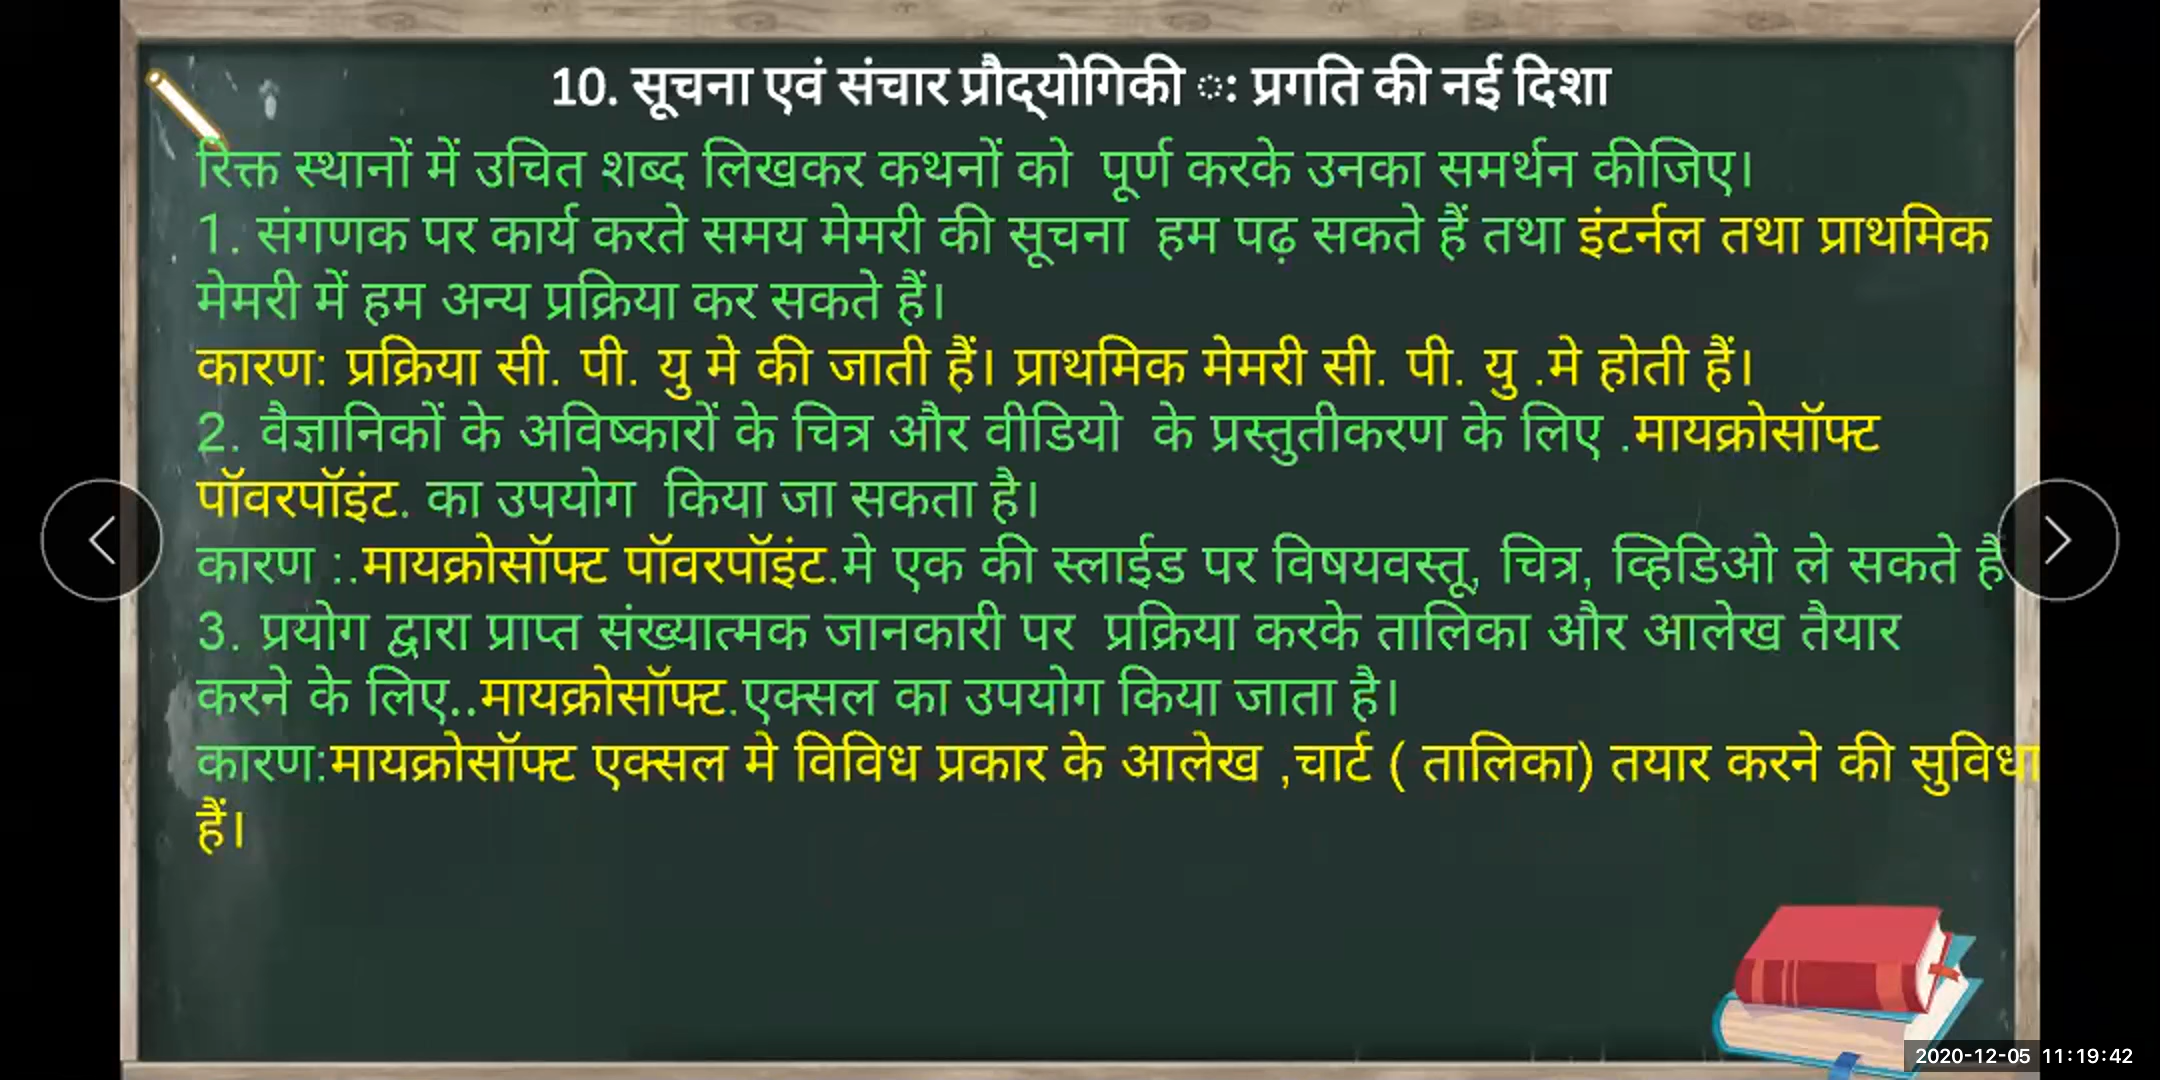 10. सूचना एवं संचार प्रौद्‌योगिकी ः प्रगति की नई दिशा
रिक्त स्थानों में उचित शब्द लिखकर कथनों को पूर्ण करके उनका समर्थन कीजिए।
1. संगणक पर कार्य करते समय मेमरी की सूचना हम पढ़ सकते हैं तथा इंटर्नल तथा प्राथमिक
मेमरी में हम अन्य प्रक्रिया कर सकते हैं।
कारण: प्रक्रिया सी. पी. यु मे की जाती हैं। प्राथमिक मेमरी सी. पी. यु .मे होती हैं।
2. वैज्ञानिकों के अविष्कारों के चित्र और वीडियो के प्रस्तुतीकरण के लिए .मायक्रोसॉफ्ट
पॉवरपॉइंट. का उपयोग किया जा सकता है।
कारण :.मायक्रोसॉफ्ट पॉवरपॉइंट.मे एक की स्लाईड पर विषयवस्तू, चित्र, व्हिडिओ ले सकते है
3. प्रयोग द्वारा प्राप्त संख्यात्मक जानकारी पर प्रक्रिया करके तालिका और आलेख तैयार
करने के लिए..मायक्रोसॉफ्ट.एक्सल का उपयोग किया जाता है।
कारण:मायक्रोसॉफ्ट एक्सल मे विविध प्रकार के आलेख ,चार्ट ( तालिका) तयार करने की सुविधा
हैं।
2020-12-05 11:19:42